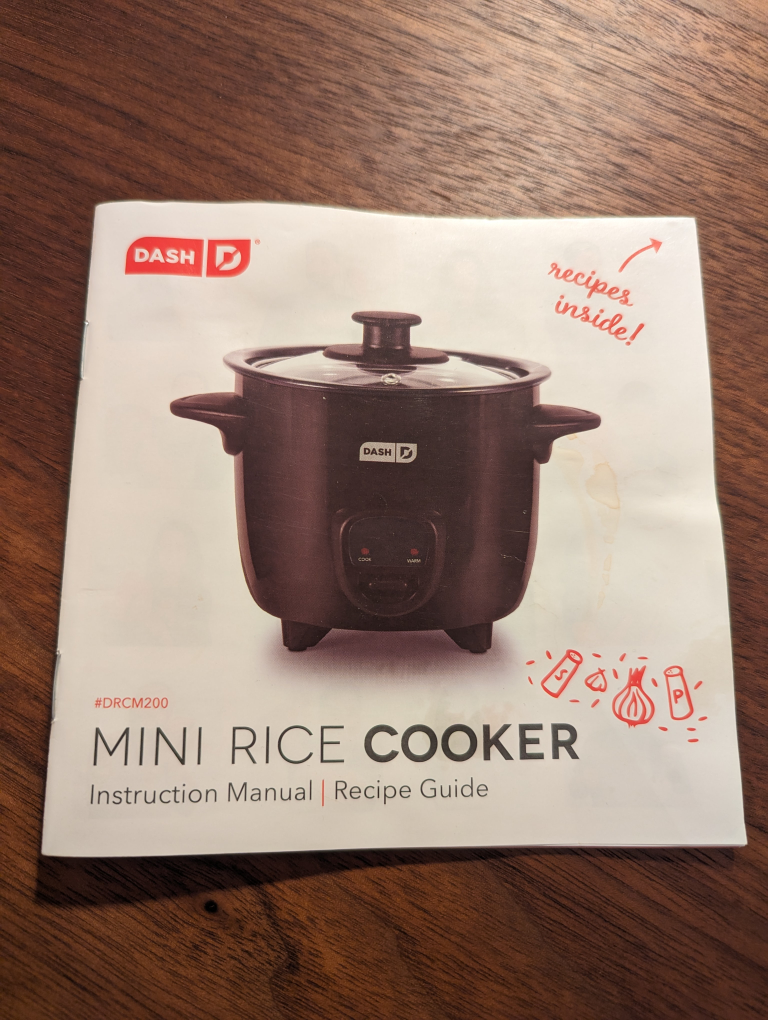 DASH D®
recipes
inside!
DASH D
COOK WARM
S P
#DRCM200
MINI RICE COOKER
Instruction Manual | Recipe Guide